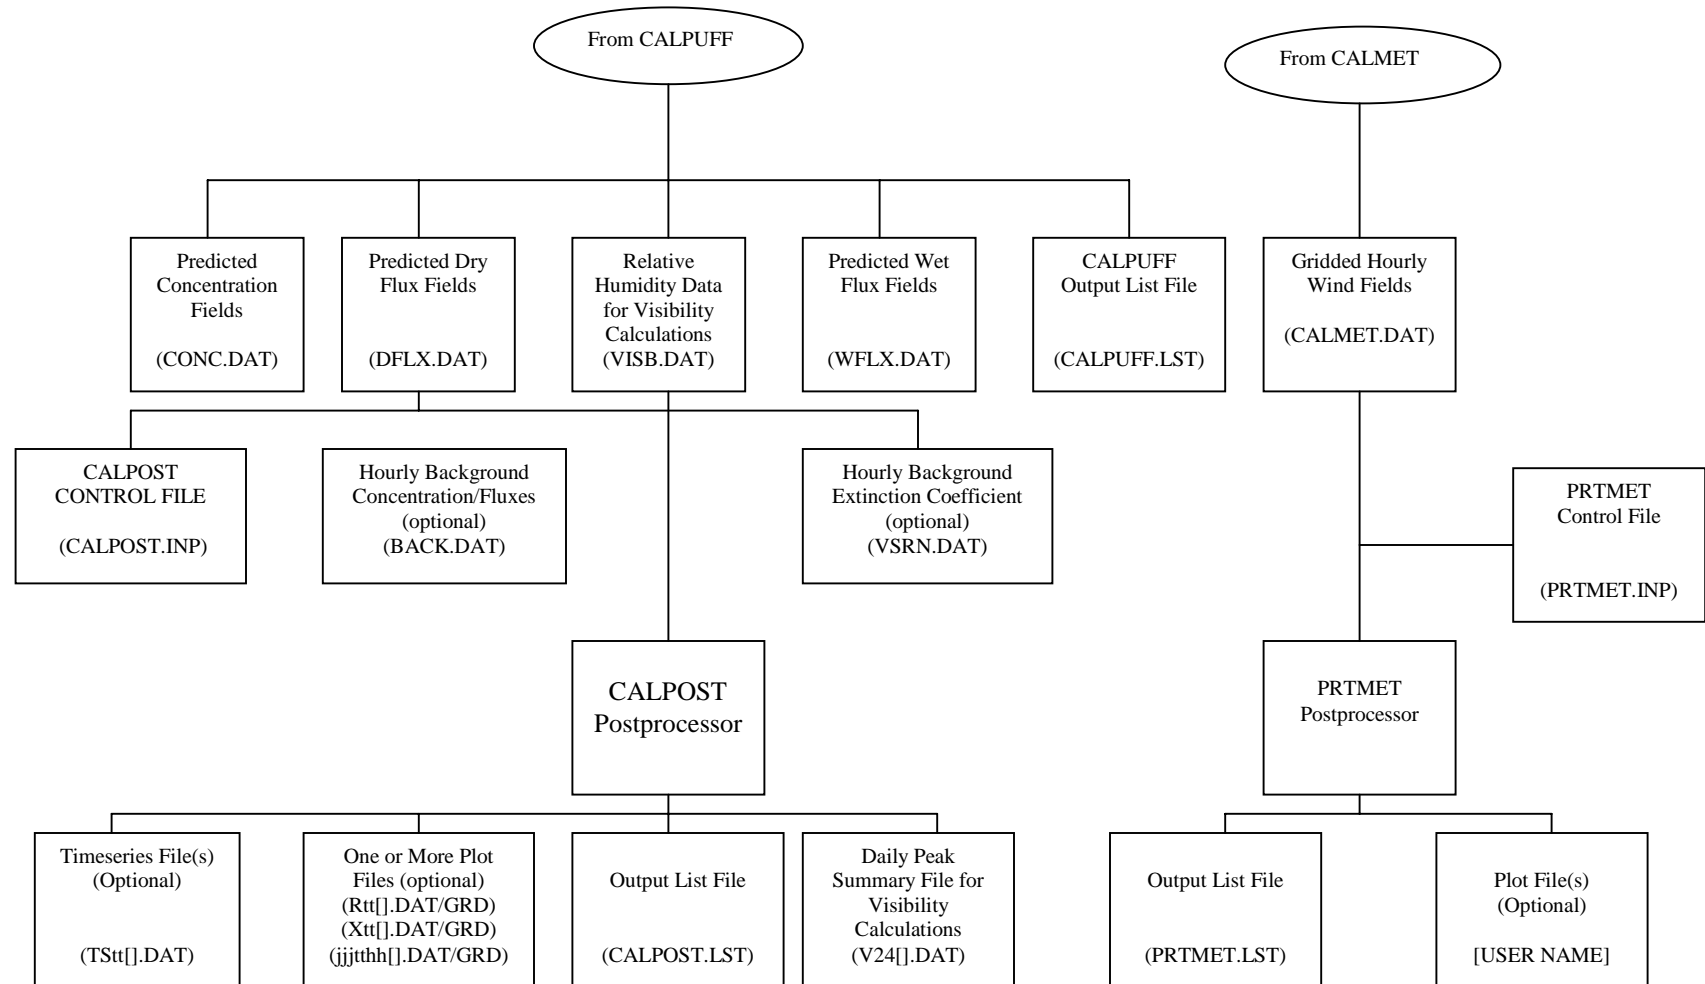 From CALPUFF
From CALMET
Predicted
Concentration
Fields
(CONC.DAT)
Predicted Dry
Flux Fields
(DFLX.DAT)
Relative
Humidity Data
for Visibility
Calculations
(VISB.DAT)
Predicted Wet
Flux Fields
(WFLX.DAT)
CALPUFF
Output List File
(CALPUFF.LST)
Gridded Hourly
Wind Fields
(CALMET.DAT)
CALPOST
CONTROL FILE
(CALPOST.INP)
Hourly Background
Concentration/Fluxes
(optional)
(BACK.DAT)
Hourly Background
Extinction Coefficient
(optional)
(VSRN.DAT)
PRTMET
Control File
(PRTMET.INP)
CALPOST
Postprocessor
PRTMET
Postprocessor
Timeseries File(s)
(Optional)
(TStt[].DAT)
One or More Plot
Files (optional)
(Rtt[].DAT/GRD)
(Xtt[].DAT/GRD)
(jjjtthh[].DAT/GRD)
Output List File
(CALPOST.LST)
Daily Peak
Summary File for
Visibility
Calculations
(V24[].DAT)
Output List File
(PRTMET.LST)
Plot File(s)
(Optional)
[USER NAME]